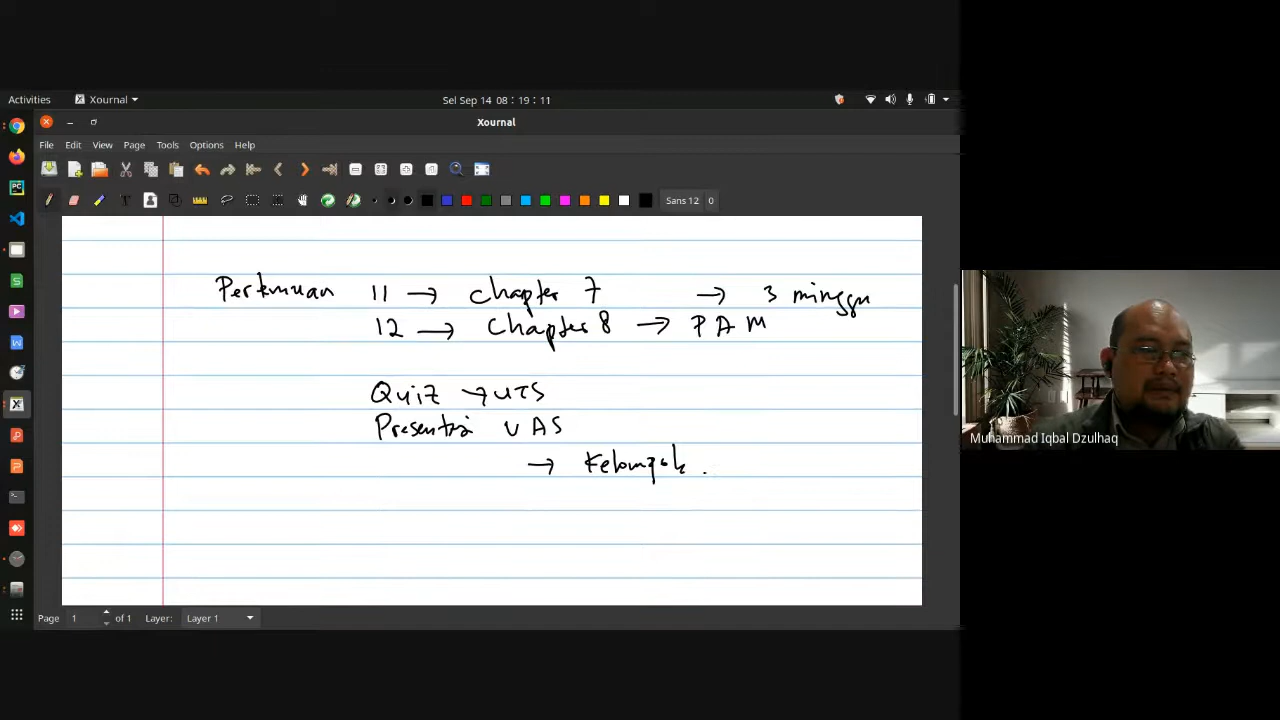 Activities Xournal Sel Sep 14 08:19:11
Xournal
File Edit View Page Tools Options Help
Sans 12 0
Pertemuan 11 → Chapter 7 → 3 minggu
12 → Chapter 8 → PAM
Quiz → UTS
Presentasi UAS
→ Kelompok .
Page 1 of 1 Layer: Layer 1
Muhammad Iqbal Dzulhaq